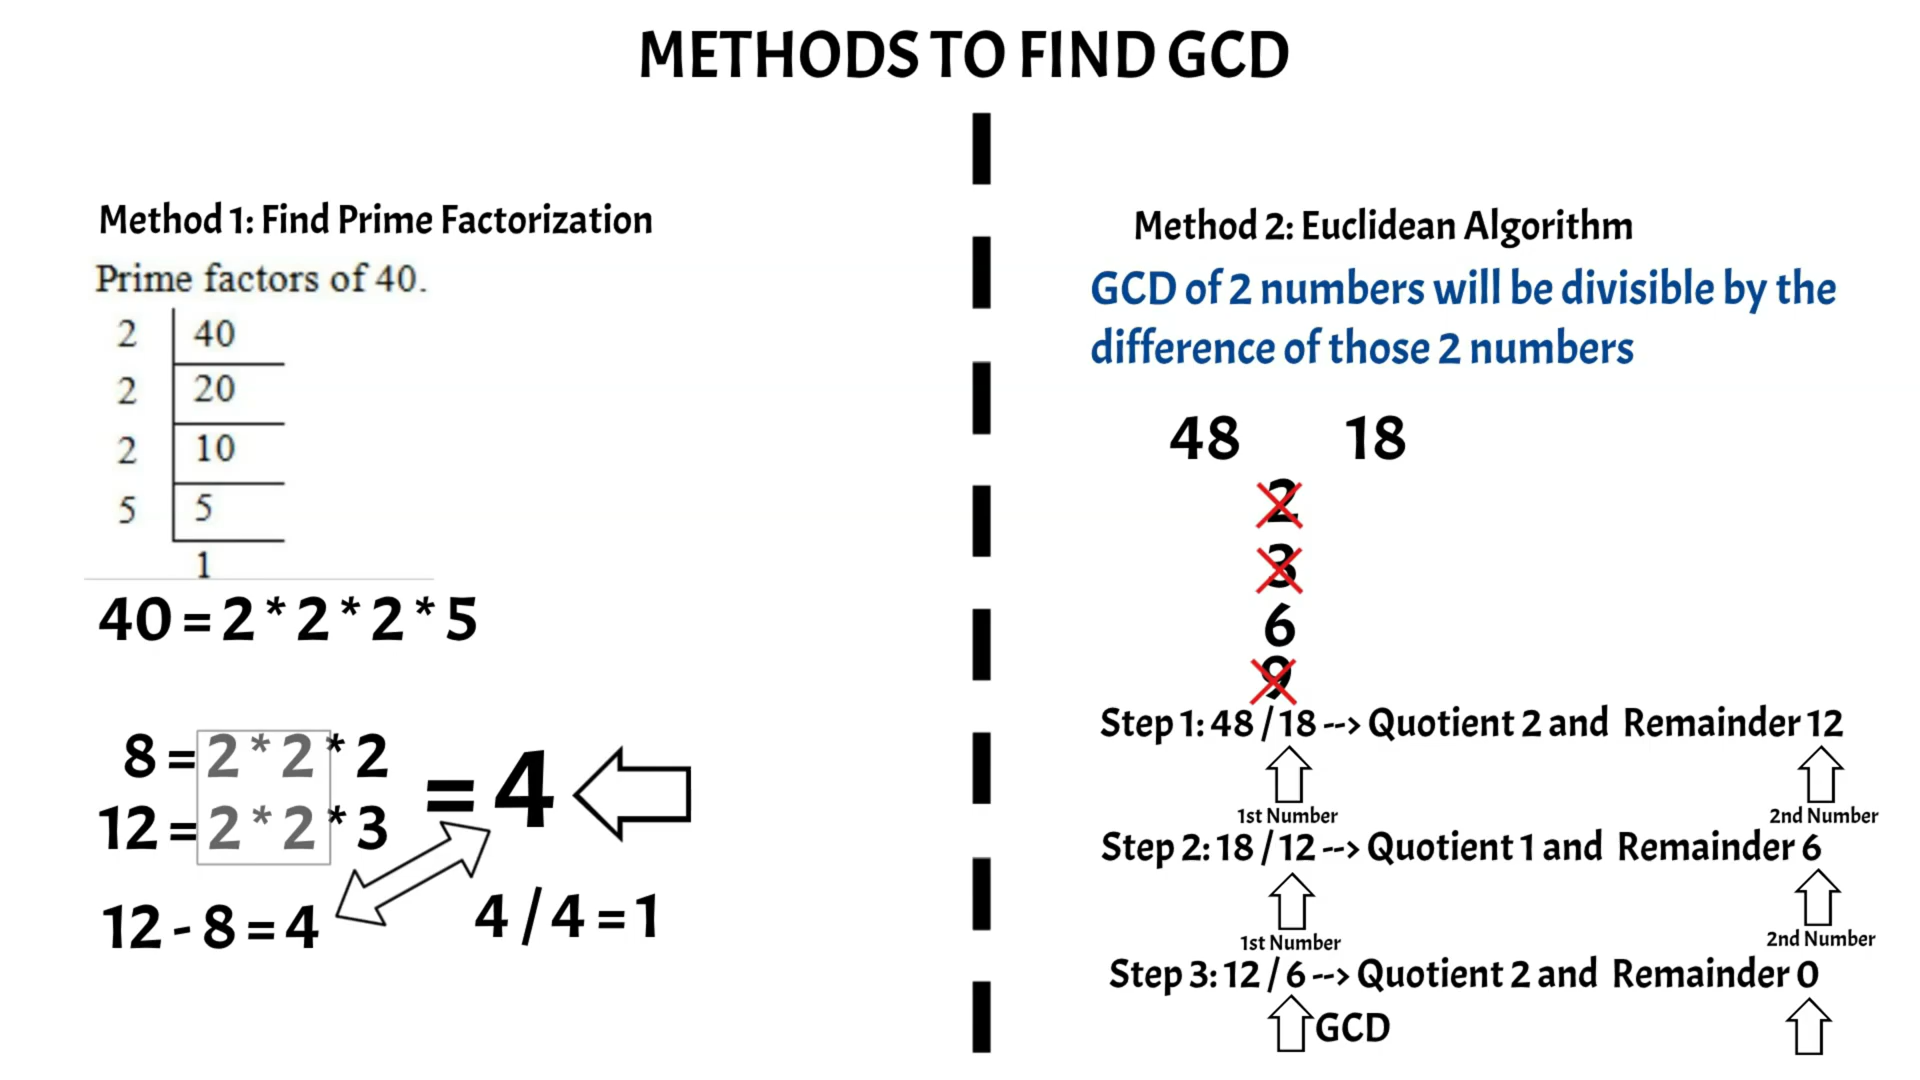 METHODS TO FIND GCD
Method 1: Find Prime Factorization
Prime factors of 40.
2 40
2 20
2 10
5 5
1
40 = 2 * 2 * 2 * 5
8 = 2 * 2 * 2
12 = 2 * 2 * 3
= 4
12 - 8 = 4
4 / 4 = 1
Method 2: Euclidean Algorithm
GCD of 2 numbers will be divisible by the
difference of those 2 numbers
48 18
2
3
6
9
Step 1: 48 / 18 --> Quotient 2 and Remainder 12
1st Number 2nd Number
Step 2: 18 / 12 --> Quotient 1 and Remainder 6
1st Number 2nd Number
Step 3: 12 / 6 --> Quotient 2 and Remainder 0
GCD